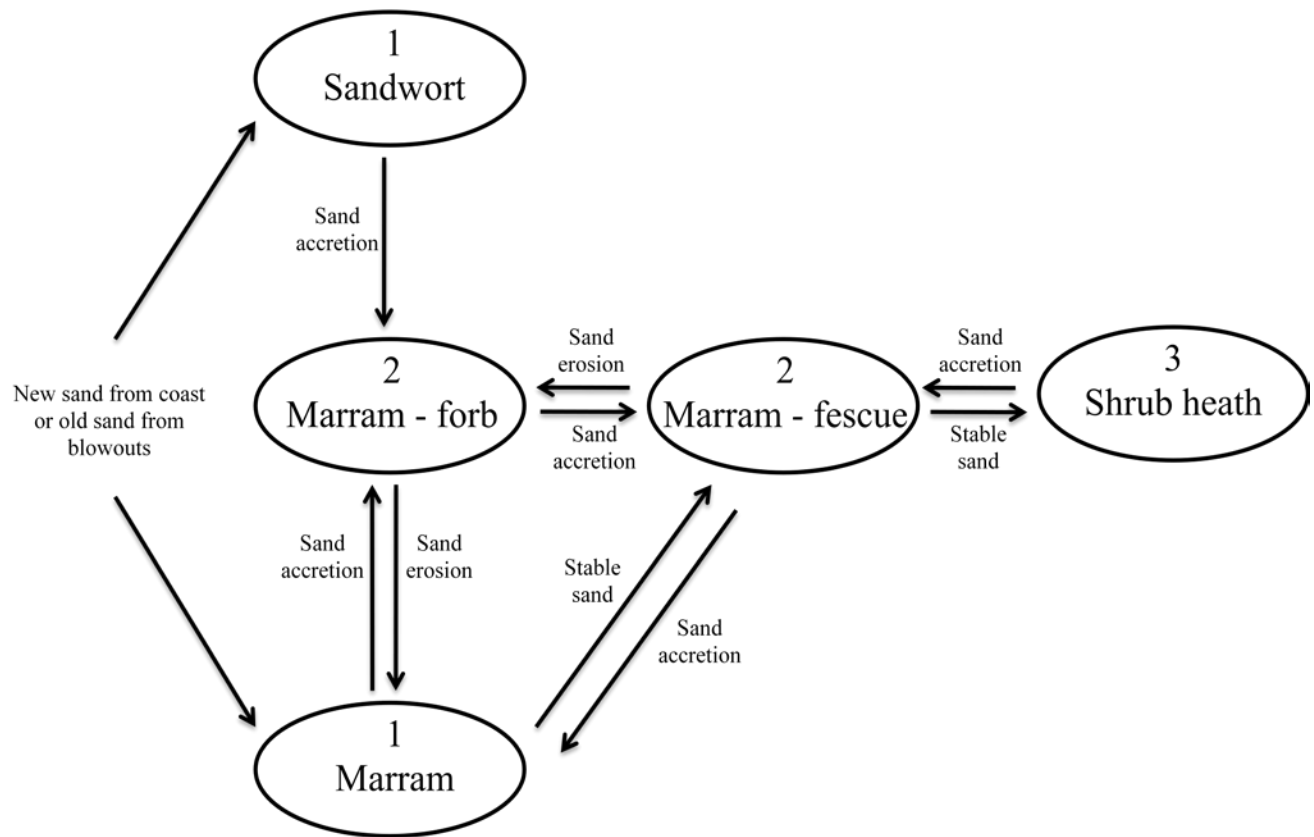 1
Sandwort
Sand
accretion
New sand from coast
or old sand from
blowouts
2
Marram - forb
Sand
erosion
Sand
accretion
2
Marram - fescue
Sand
accretion
Stable
sand
3
Shrub heath
Sand
accretion
Sand
erosion
Stable
sand
Sand
accretion
1
Marram